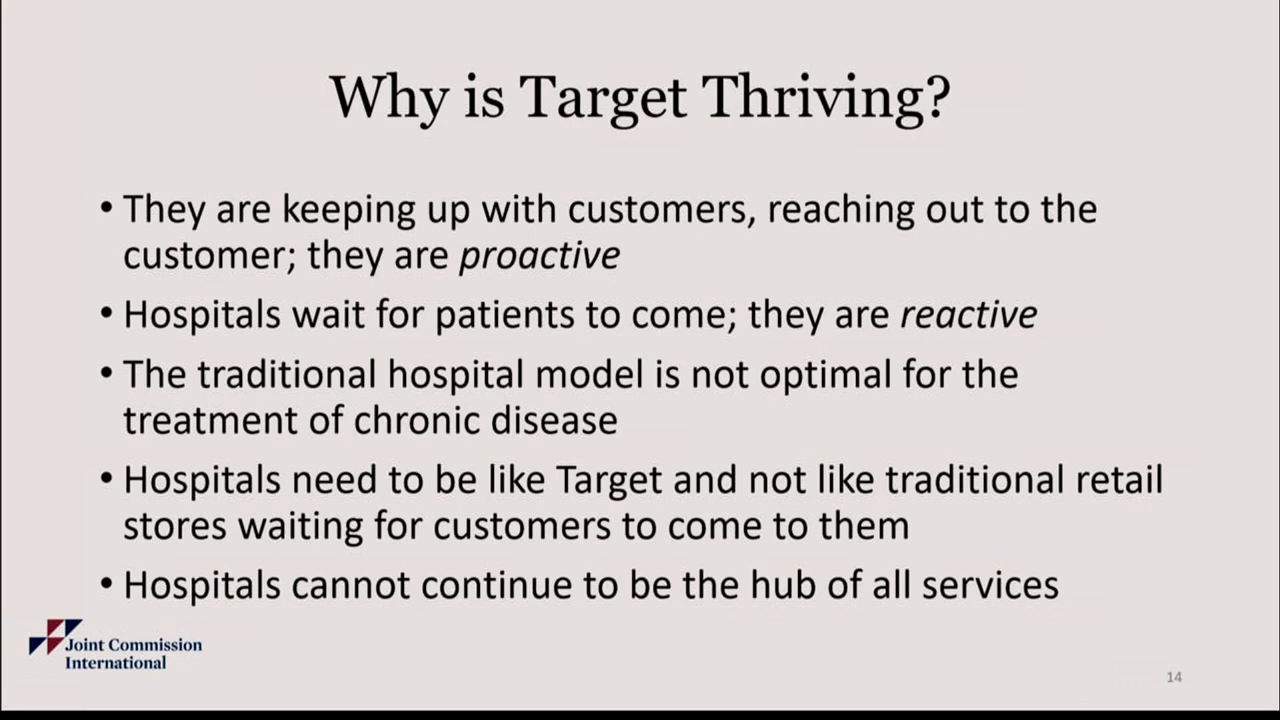 Why is Target Thriving?
• They are keeping up with customers, reaching out to the
customer; they are proactive
• Hospitals wait for patients to come; they are reactive
• The traditional hospital model is not optimal for the
treatment of chronic disease
• Hospitals need to be like Target and not like traditional retail
stores waiting for customers to come to them
• Hospitals cannot continue to be the hub of all services
Joint Commission
International
14